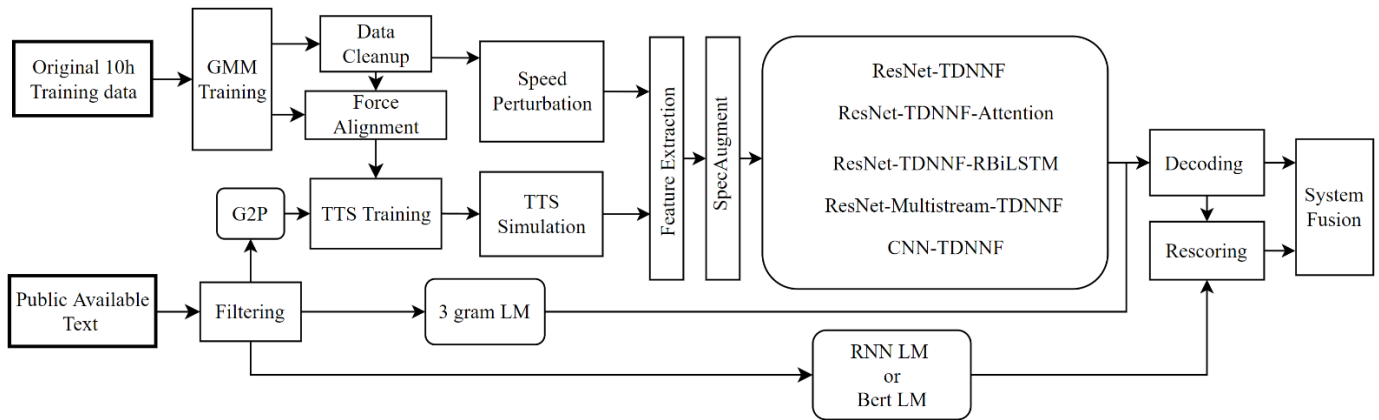 Original 10h
Training data
GMM
Training
Data
Cleanup
Force
Alignment
Speed
Perturbation
G2P
TTS Training
TTS
Simulation
Feature Extraction
SpecAugment
ResNet-TDNNF
ResNet-TDNNF-Attention
ResNet-TDNNF-RBiLSTM
ResNet-Multistream-TDNNF
CNN-TDNNF
Decoding
Rescoring
System
Fusion
Public Available
Text
Filtering
3 gram LM
RNN LM
or
Bert LM